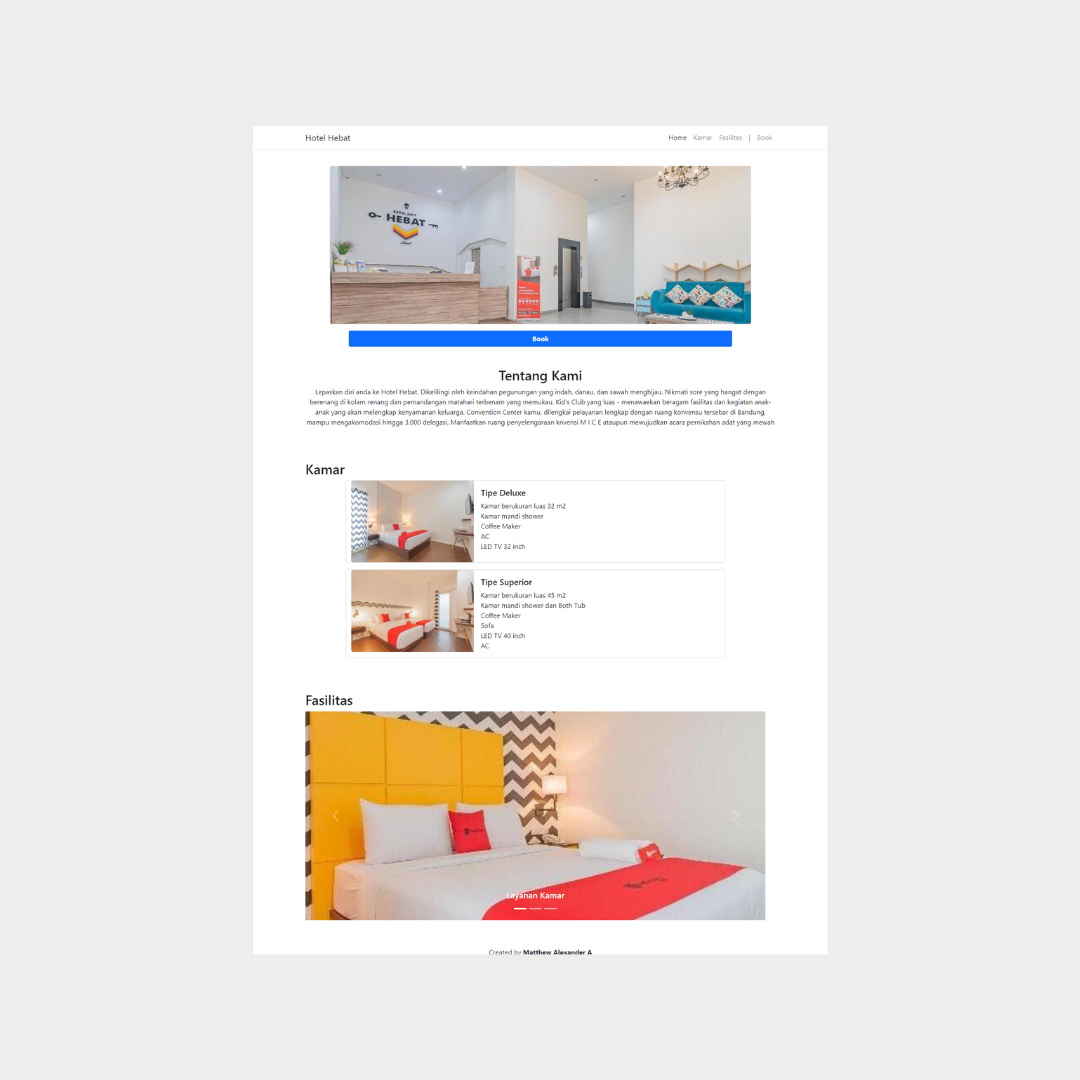 Hotel Hebat
Home Kamar Fasilitas | Book
HEBAT
Book
Tentang Kami
Lepaskan diri anda ke Hotel Hebat. Dikelilingi oleh keindahan pegunungan yang indah, danau, dan sawah menghijau. Nikmati sore yang hangat dengan
berenang di kolam renang dan pemandangan matahari terbenam yang memukau. Kid's Club yang luas - menawaekan beragam fasilitas dan kegiatan anak-
anak yang akan melengkap kenyamanan keluarga. Convention Center kamu, dilengkai pelayanan lengkap dengan ruang konvensu tersebar di Bandung,
mampu mengakomodasi hingga 3.000 delegasi. Manfaatkan ruang penyelengaraan knvensi M I C E ataupun mewujudkan acara pernikahan adat yang mewah
Kamar
Tipe Deluxe
Kamar berukuran luas 32 m2
Kamar mandi shower
Coffee Maker
AC
LED TV 32 inch
Tipe Superior
Kamar berukuran luas 45 m2
Kamar mandi shower dan Both Tub
Coffee Maker
Sofa
LED TV 40 inch
AC
Fasilitas
Layanan Kamar
Created by Matthew Alexander A